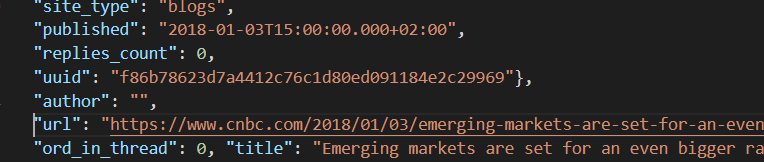 "site_type": "blogs",
"published": "2018-01-03T15:00:00.000+02:00",
"replies_count": 0,
"uuid": "f86b78623d7a4412c76c1d80ed091184e2c29969"},
"author": "",
"url": "https://www.cnbc.com/2018/01/03/emerging-markets-are-set-for-an-even
"ord_in_thread": 0, "title": "Emerging markets are set for an even bigger ra